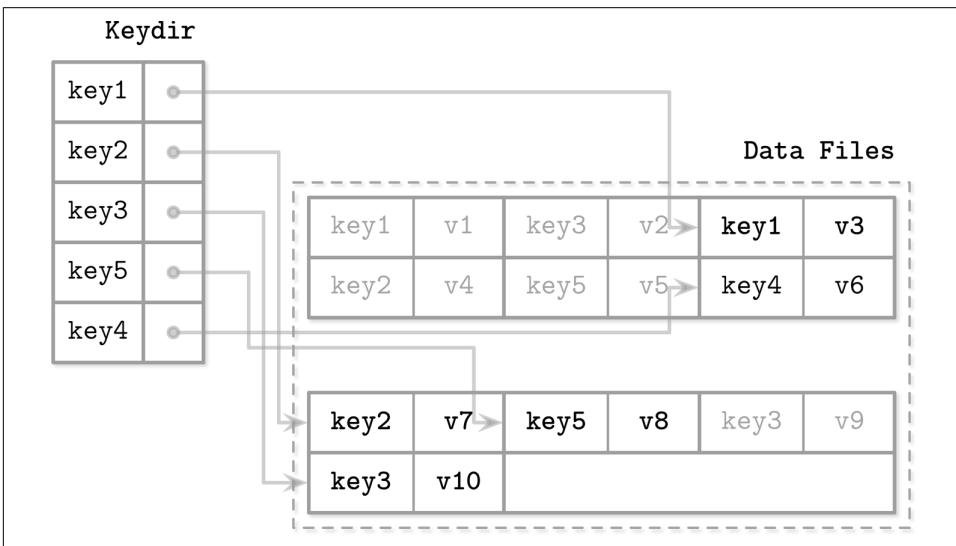 Keydir
key1
key2
key3
key5
key4
Data Files
key1 v1 key3 v2 key1 v3
key2 v4 key5 v5 key4 v6
key2 v7 key5 v8 key3 v9
key3 v10